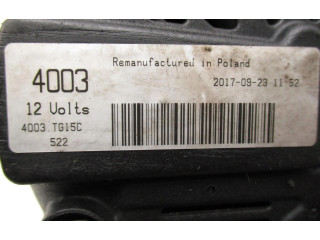 Remanufactured in Poland
4003
2017-09-23 11:52
12 Volts
4003 TG15C
522